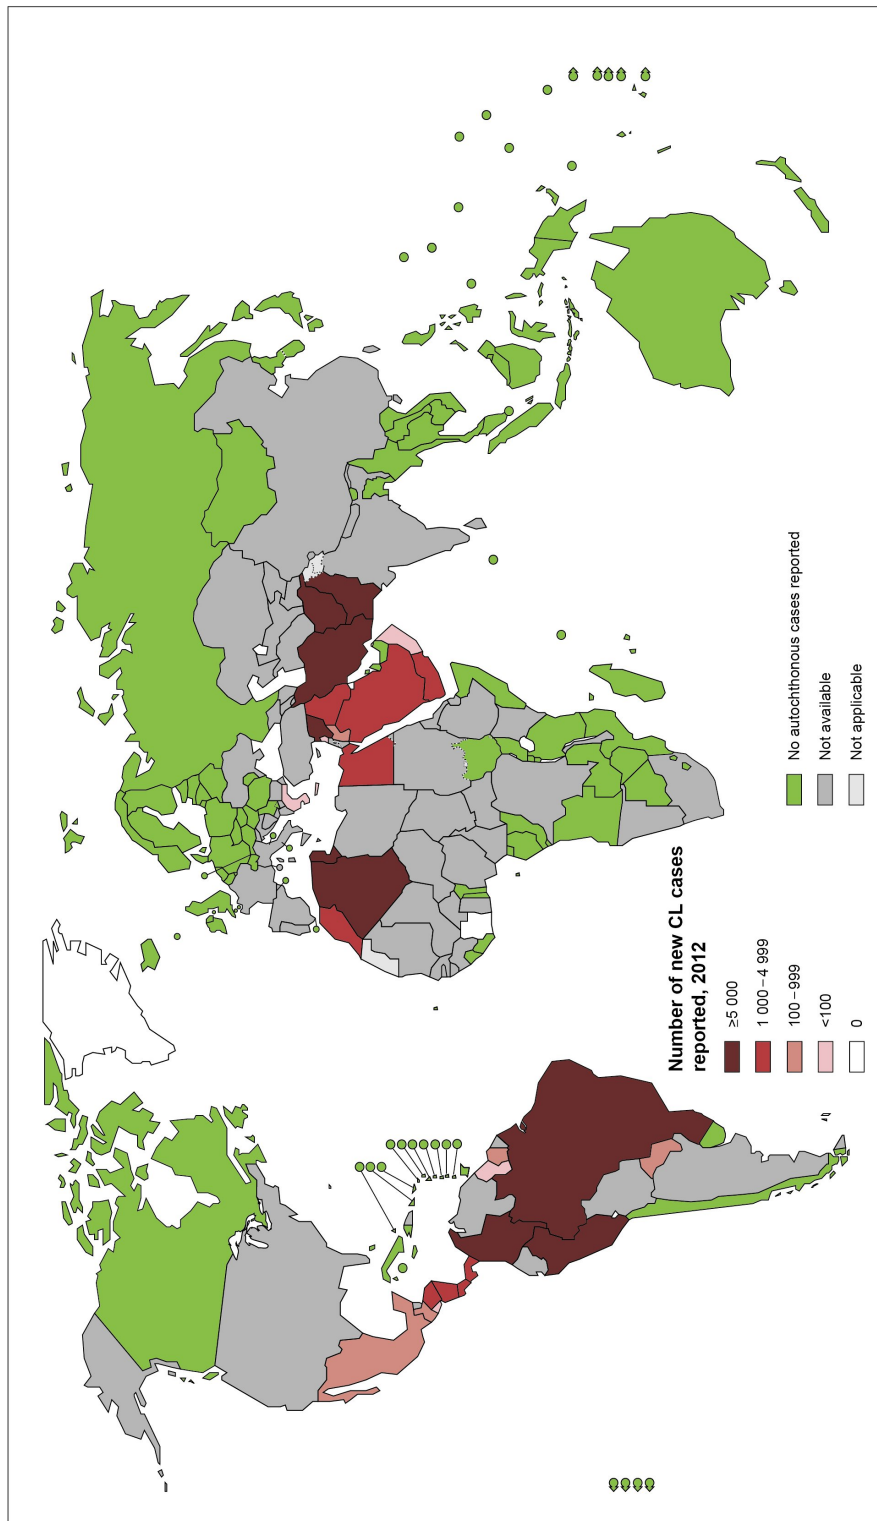 Number of new CL cases
reported, 2012
≥5 000
1 000–4 999
100–999
<100
0
No autochthonous cases reported
Not available
Not applicable